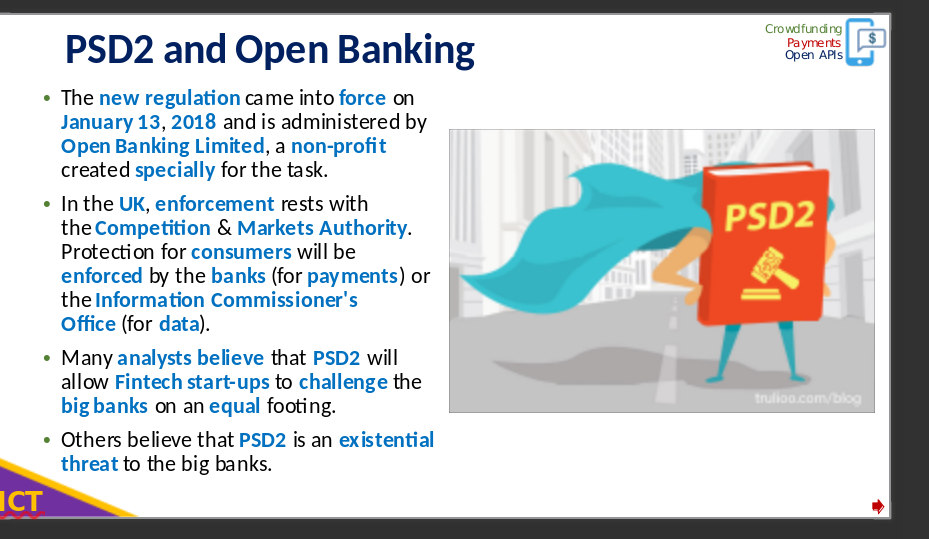 PSD2 and Open Banking
Crowdfunding
Payments
Open APIs
$
• The new regulation came into force on
January 13, 2018 and is administered by
Open Banking Limited, a non-profit
created specially for the task.
• In the UK, enforcement rests with
the Competition & Markets Authority.
Protection for consumers will be
enforced by the banks (for payments) or
the Information Commissioner's
Office (for data).
• Many analysts believe that PSD2 will
allow Fintech start-ups to challenge the
big banks on an equal footing.
• Others believe that PSD2 is an existential
threat to the big banks.
PSD2
trulioo.com/blog
ICT